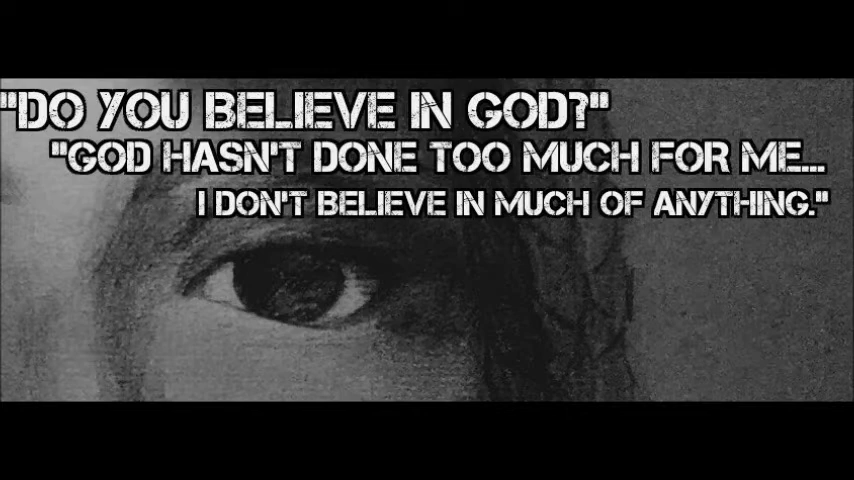 "DO YOU BELIEVE IN GOD?"
"GOD HASN'T DONE TOO MUCH FOR ME...
I DON'T BELIEVE IN MUCH OF ANYTHING."